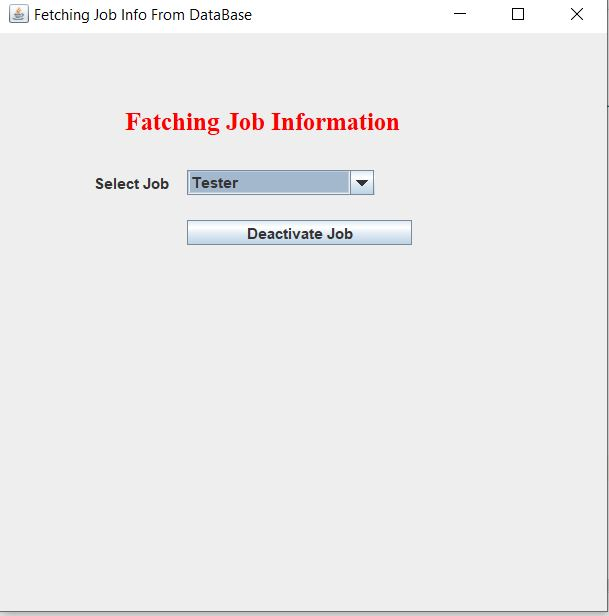 Fetching Job Info From DataBase
Fatching Job Information
Select Job Tester
Deactivate Job